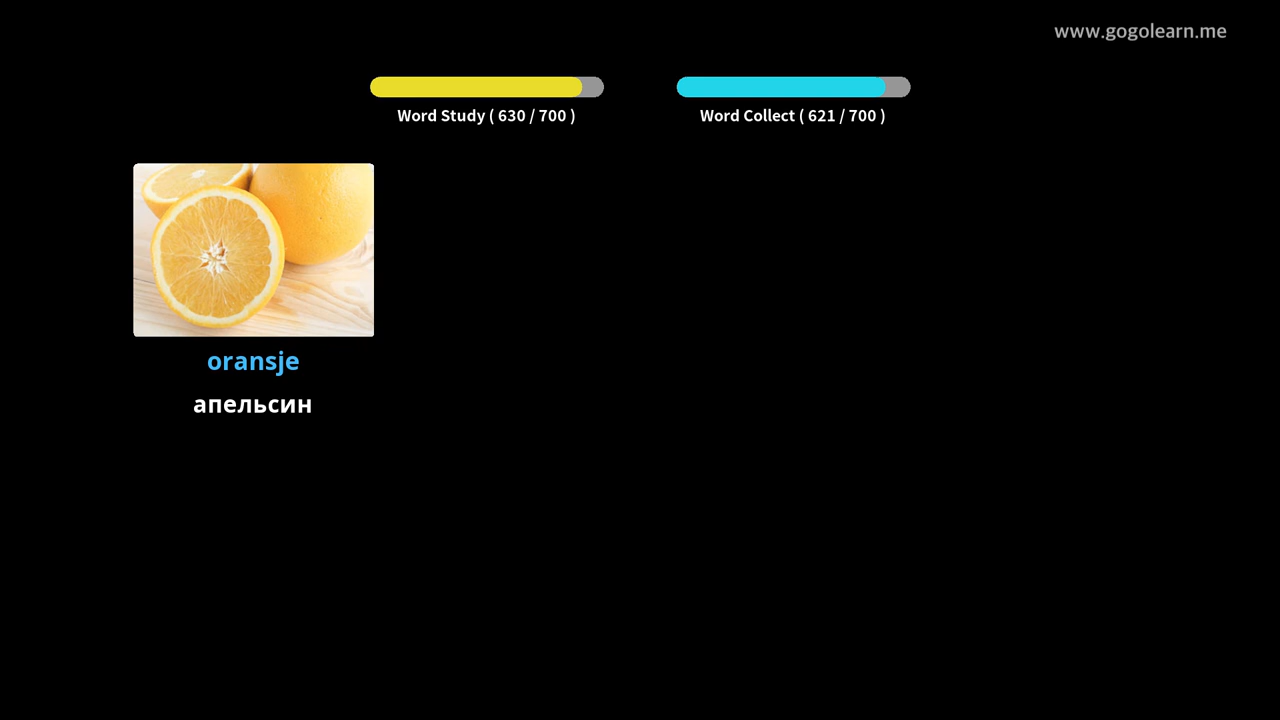 www.gogolearn.me
Word Study ( 630 / 700 )
Word Collect ( 621 / 700 )
oransje
апельсин